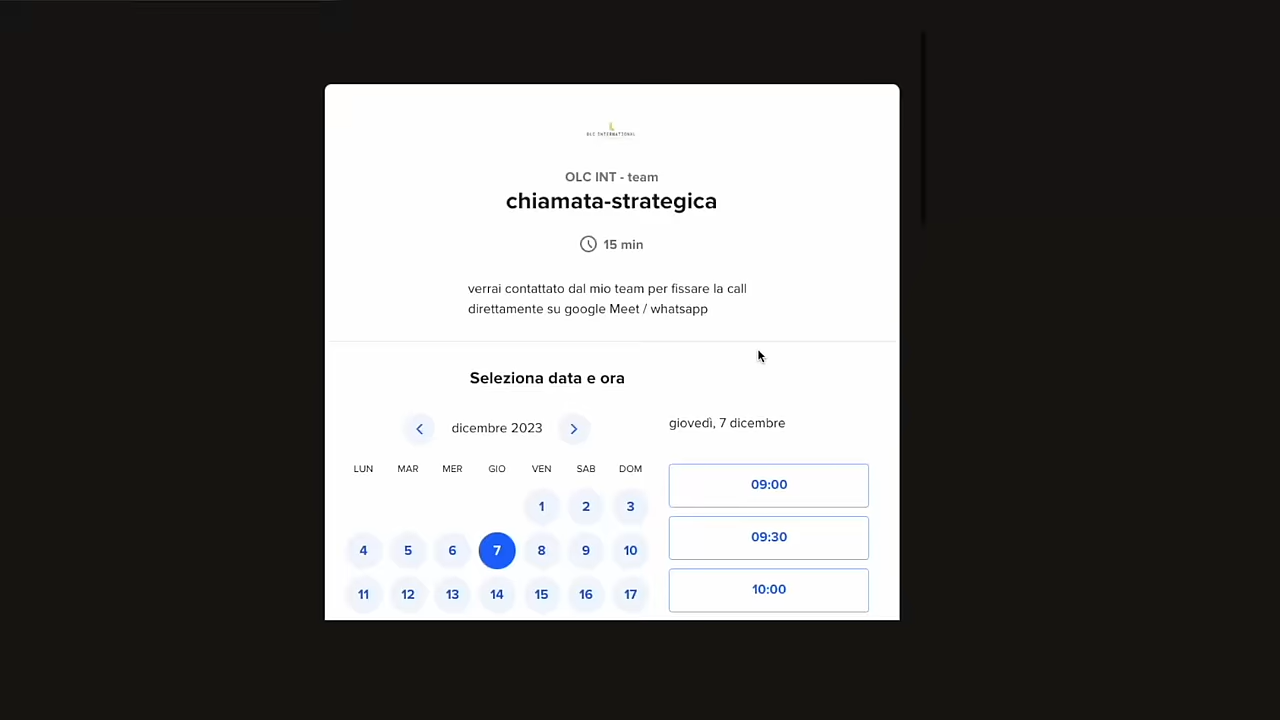 OLC INTERNATIONAL
OLC INT - team
chiamata-strategica
15 min
verrai contattato dal mio team per fissare la call
direttamente su google Meet / whatsapp
Seleziona data e ora
dicembre 2023
giovedì, 7 dicembre
LUN MAR MER GIO VEN SAB DOM
1 2 3
4 5 6 7 8 9 10
11 12 13 14 15 16 17
09:00
09:30
10:00